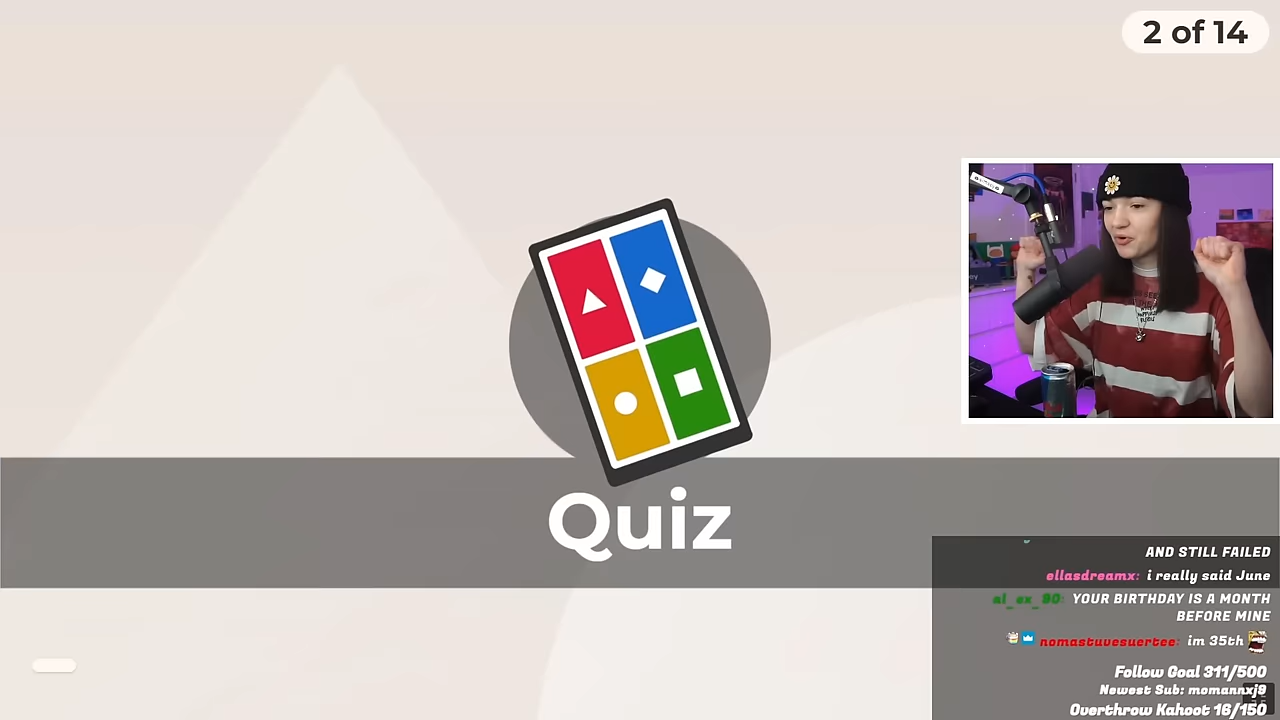 2 of 14
Quiz
AND STILL FAILED
ellasdreamx: i really said June
al_ex_90: YOUR BIRTHDAY IS A MONTH
BEFORE MINE
nomastuvesuertee: im 35th
Follow Goal 311/500
Newest Sub: momannxj9
Overthrow Kahoot 16/150